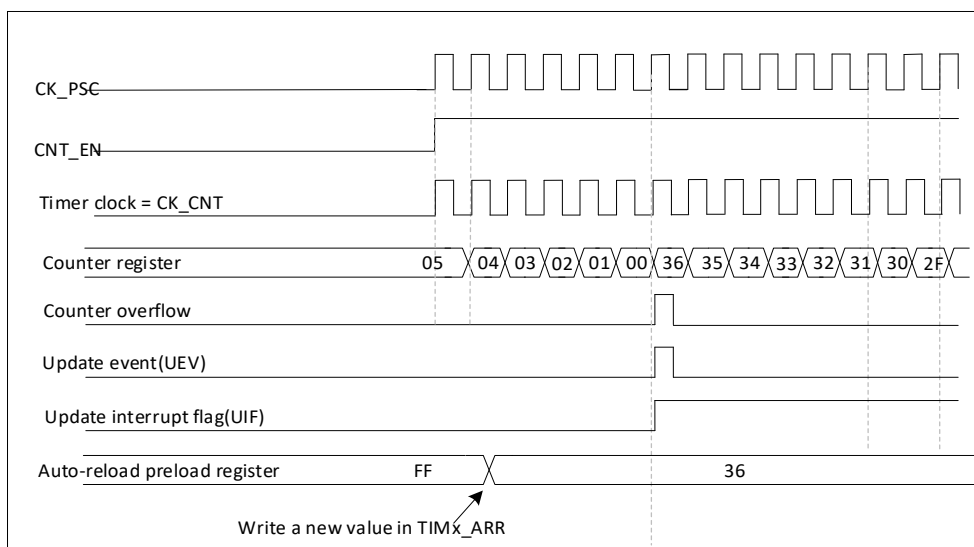 CK_PSC
CNT_EN
Timer clock = CK_CNT
Counter register 05 04 03 02 01 00 36 35 34 33 32 31 30 2F
Counter overflow
Update event(UEV)
Update interrupt flag(UIF)
Auto-reload preload register FF 36
Write a new value in TIMx_ARR